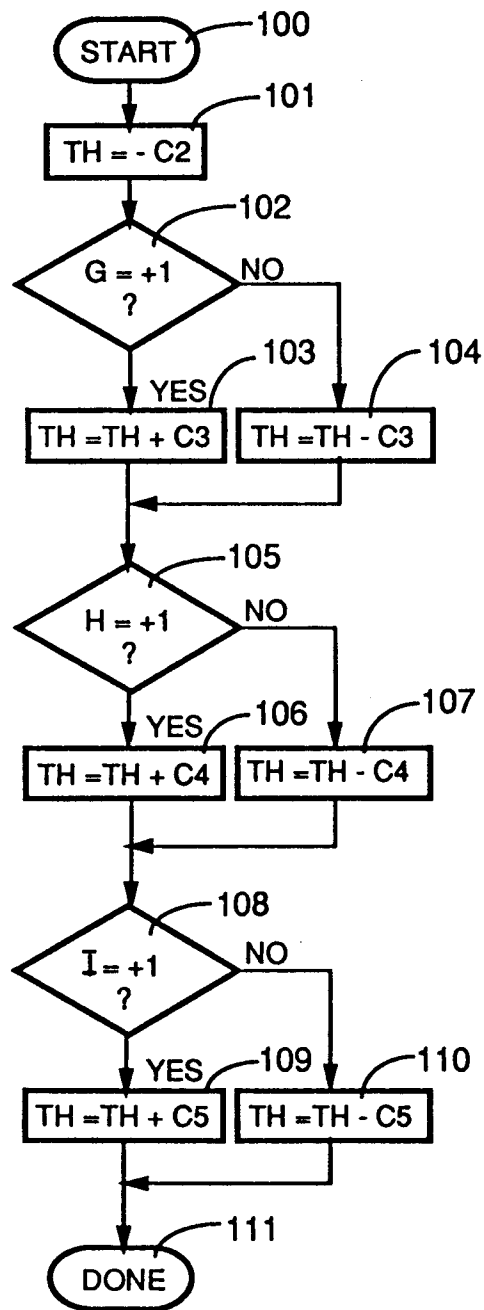 100
START
101
TH = - C2
102
G = +1
?
NO
YES
103
104
TH =TH + C3
TH =TH - C3
105
H = +1
?
NO
YES
106
107
TH =TH + C4
TH =TH - C4
108
I = +1
?
NO
YES
109
110
TH =TH + C5
TH =TH - C5
111
DONE